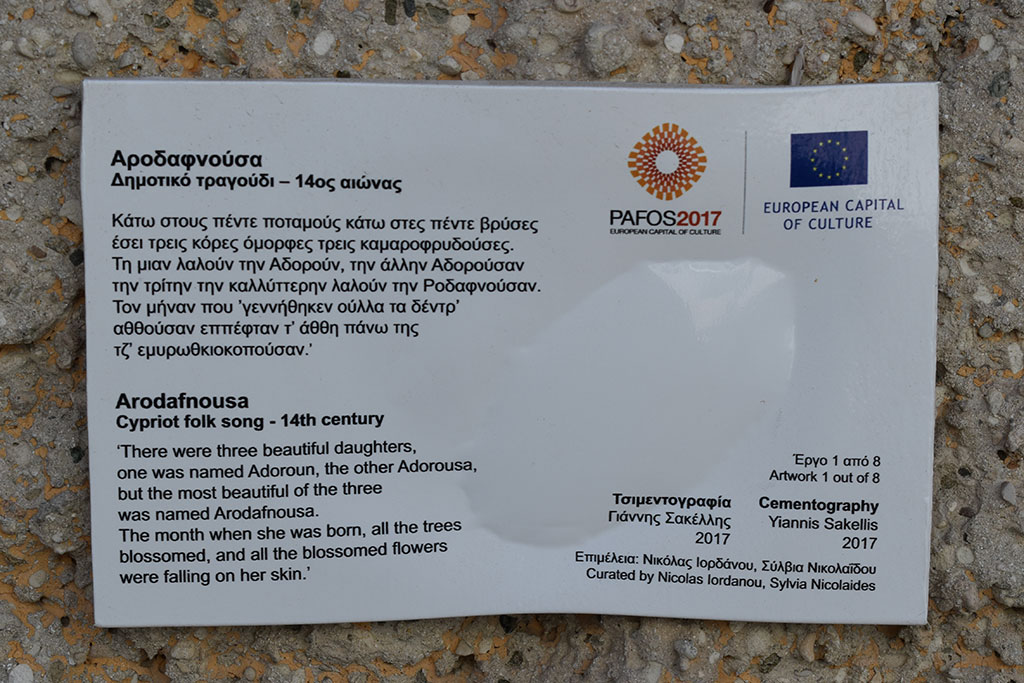 Αροδαφνούσα
Δημοτικό τραγούδι – 14ος αιώνας
Κάτω στους πέντε ποταμούς κάτω στες πέντε βρύσες
έσει τρεις κόρες όμορφες τρεις καμαροφρυδούσες.
Τη μιαν λαλούν την Αδορούν, την άλλην Αδορούσαν
την τρίτην την καλλύττερην λαλούν την Ροδαφνούσαν.
Τον μήναν που 'γεννήθηκεν ούλλα τα δέντρ'
αθθούσαν εππέφταν τ' άθθη πάνω της
τζ' εμυρωθκιοκοπούσαν.'
Arodafnousa
Cypriot folk song - 14th century
'There were three beautiful daughters,
one was named Adoroun, the other Adorousa,
but the most beautiful of the three
was named Arodafnousa.
The month when she was born, all the trees
blossomed, and all the blossomed flowers
were falling on her skin.'
PAFOS2017
EUROPEAN CAPITAL OF CULTURE
EUROPEAN CAPITAL
OF CULTURE
Έργο 1 από 8
Artwork 1 out of 8
Τσιμεντογραφία
Γιάννης Σακέλλης
2017
Cementography
Yiannis Sakellis
2017
Επιμέλεια: Νικόλας Ιορδάνου, Σύλβια Νικολαΐδου
Curated by Nicolas Iordanou, Sylvia Nicolaides